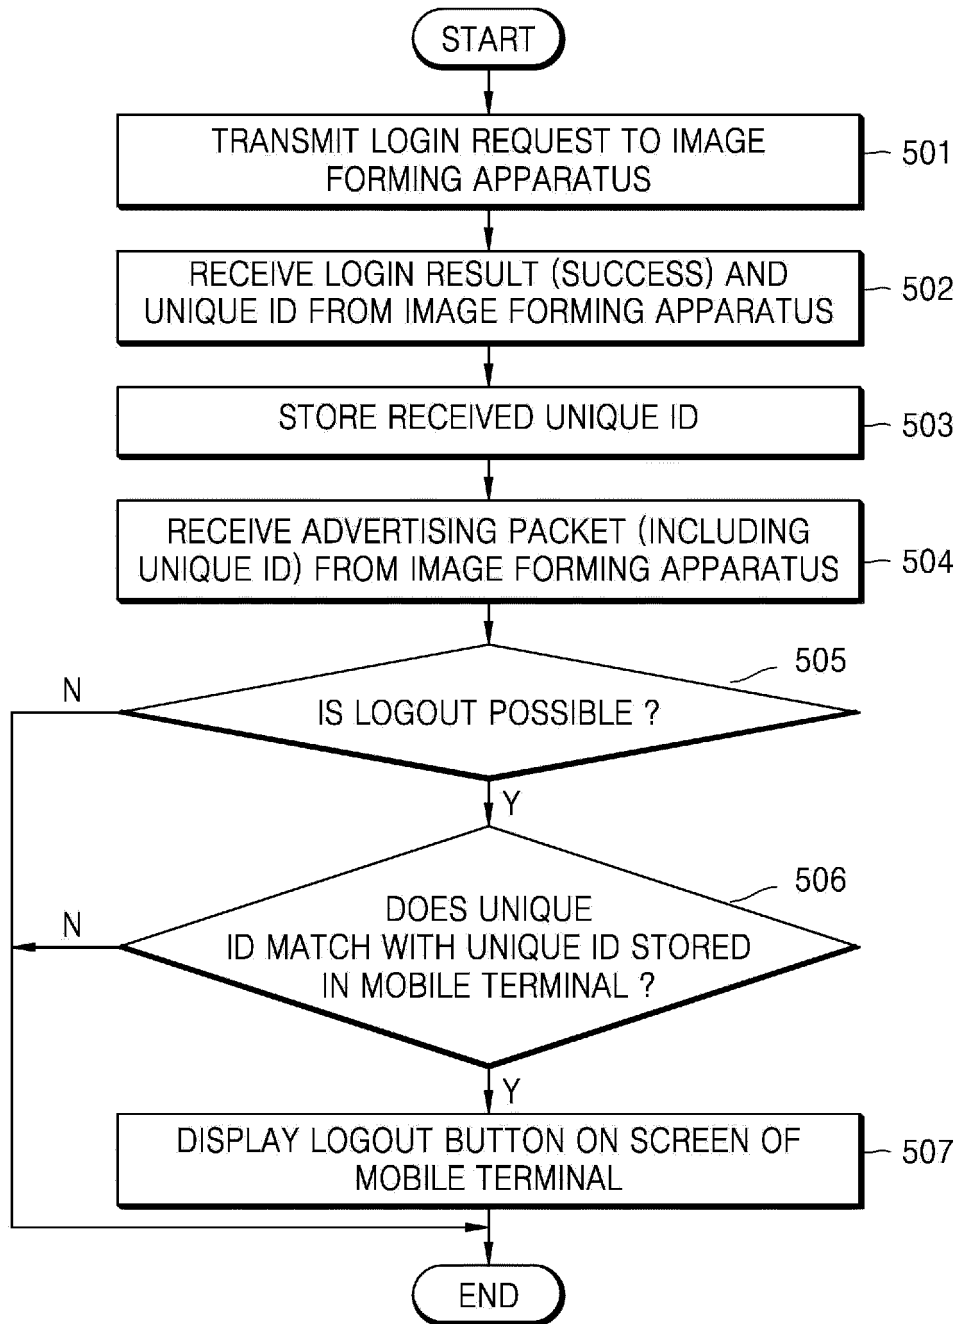 START
TRANSMIT LOGIN REQUEST TO IMAGE
FORMING APPARATUS
501
RECEIVE LOGIN RESULT (SUCCESS) AND
UNIQUE ID FROM IMAGE FORMING APPARATUS
502
STORE RECEIVED UNIQUE ID
503
RECEIVE ADVERTISING PACKET (INCLUDING
UNIQUE ID) FROM IMAGE FORMING APPARATUS
504
505
N
IS LOGOUT POSSIBLE ?
Y
506
N
DOES UNIQUE
ID MATCH WITH UNIQUE ID STORED
IN MOBILE TERMINAL ?
Y
DISPLAY LOGOUT BUTTON ON SCREEN OF
MOBILE TERMINAL
507
END